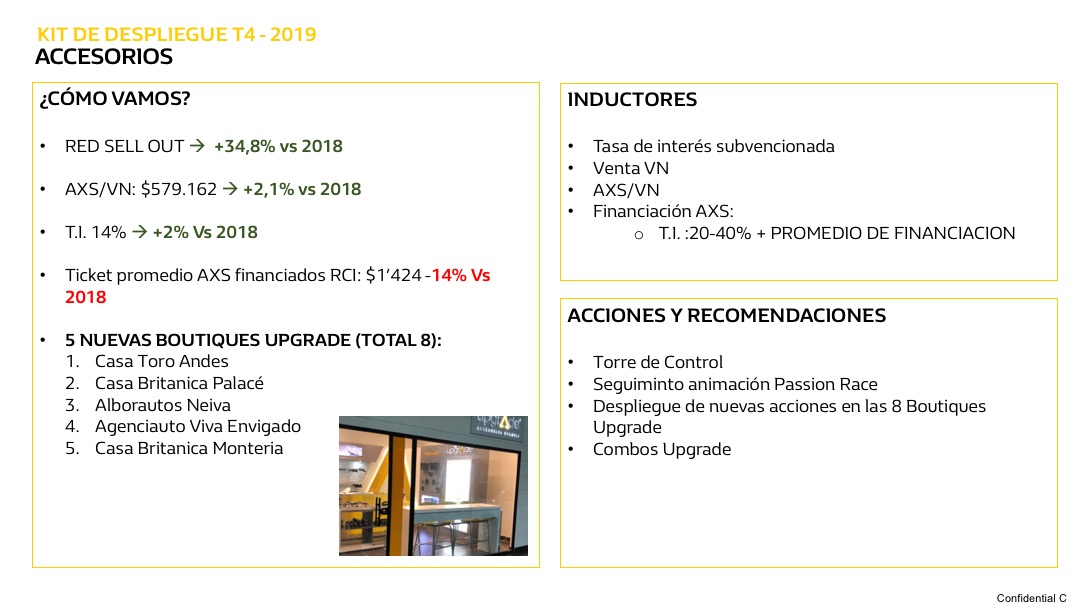 KIT DE DESPLIEGUE T4 - 2019
ACCESORIOS
¿CÓMO VAMOS?
• RED SELL OUT → +34,8% vs 2018
• AXS/VN: $579.162 → +2,1% vs 2018
• T.I. 14% → +2% Vs 2018
• Ticket promedio AXS financiados RCI: $1’424 -14% Vs
2018
• 5 NUEVAS BOUTIQUES UPGRADE (TOTAL 8):
1. Casa Toro Andes
2. Casa Britanica Palacé
3. Alborautos Neiva
4. Agenciauto Viva Envigado
5. Casa Britanica Monteria
upgrade
upgrade
INDUCTORES
• Tasa de interés subvencionada
• Venta VN
• AXS/VN
• Financiación AXS:
o T.I. :20-40% + PROMEDIO DE FINANCIACION
ACCIONES Y RECOMENDACIONES
• Torre de Control
• Seguiminto animación Passion Race
• Despliegue de nuevas acciones en las 8 Boutiques
Upgrade
• Combos Upgrade
Confidential C